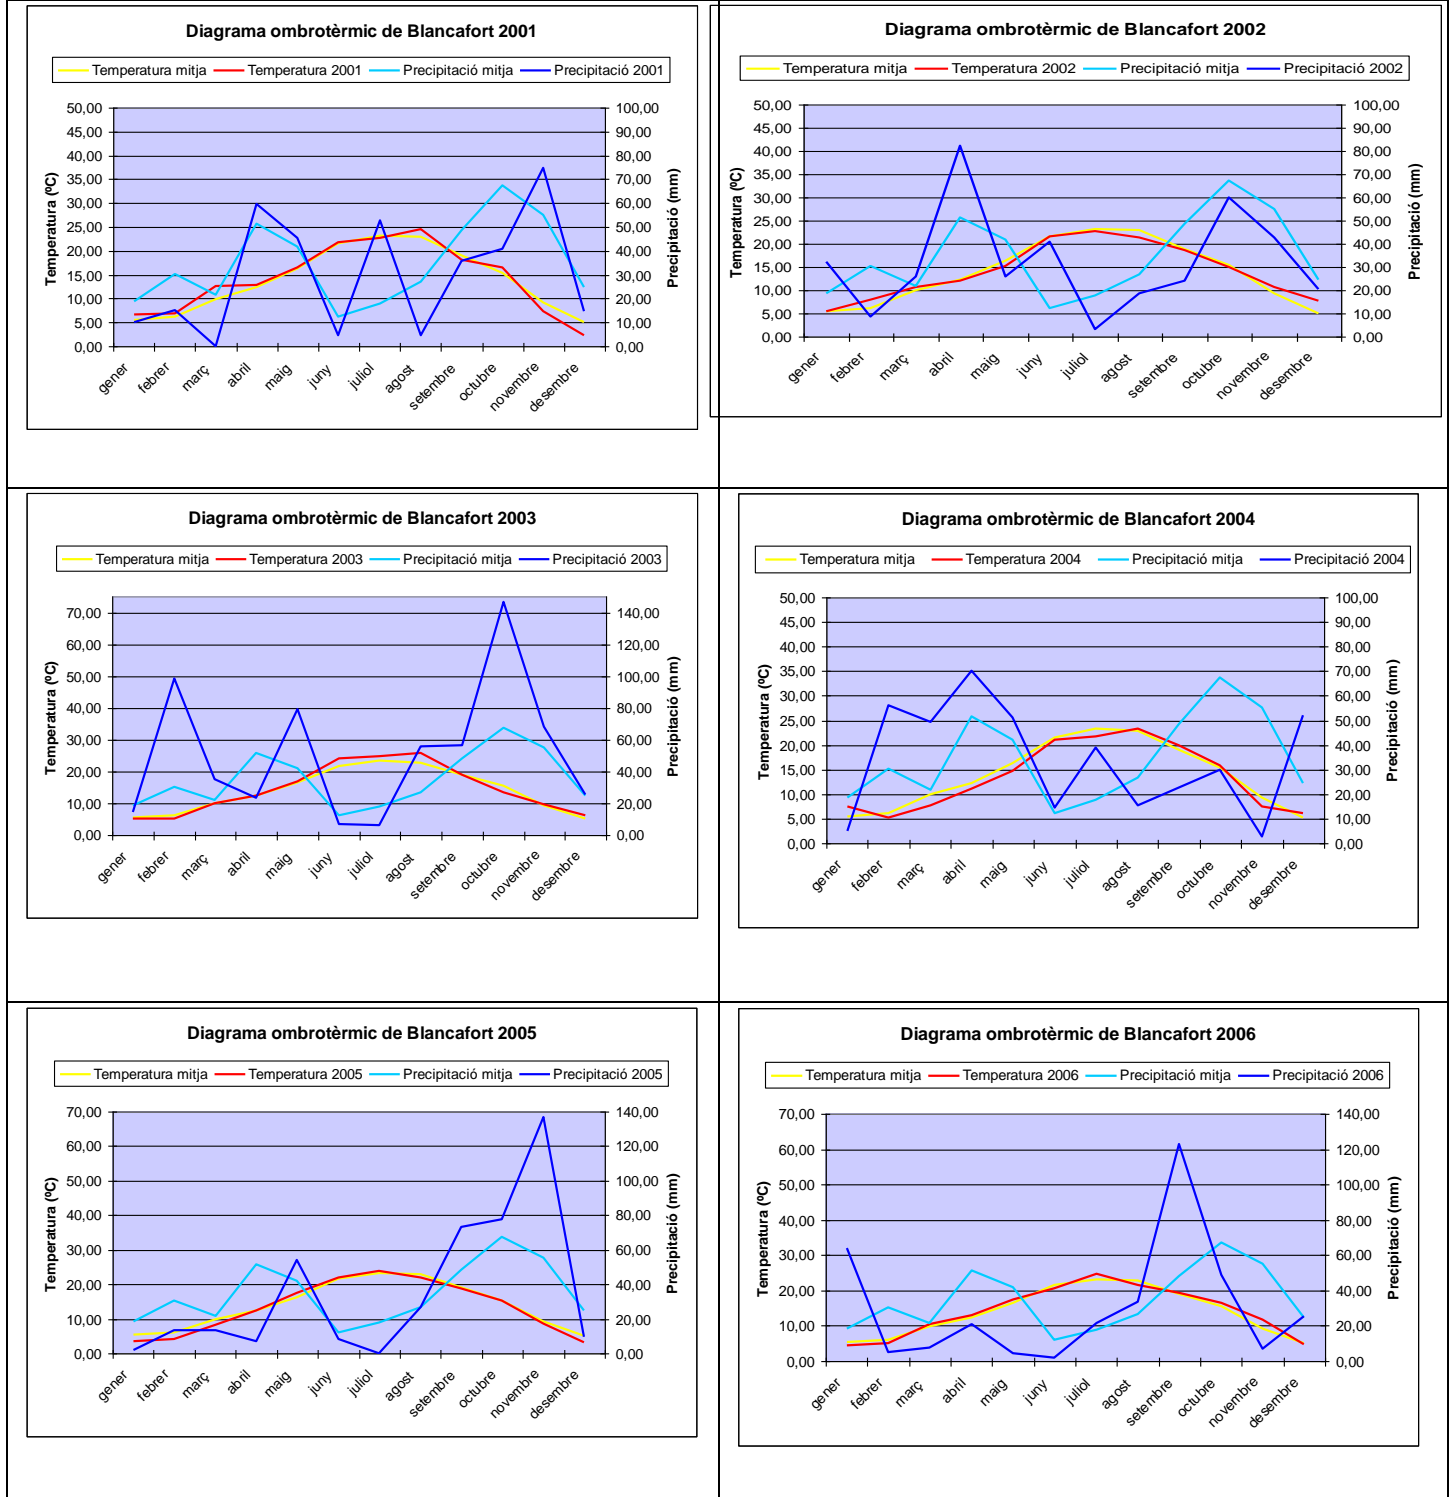 Diagrama ombrotèrmic de Blancafort 2001
Temperatura mitja Temperatura 2001 Precipitació mitja Precipitació 2001
50,00 100,00
45,00 90,00
40,00 80,00
35,00 70,00
30,00 60,00
25,00 50,00
20,00 40,00
15,00 30,00
10,00 20,00
5,00 10,00
0,00 0,00
Temperatura (ºC)
Precipitació (mm)
gener febrer març abril maig juny juliol agost setembre octubre novembre desembre
Diagrama ombrotèrmic de Blancafort 2002
Temperatura mitja Temperatura 2002 Precipitació mitja Precipitació 2002
50,00 100,00
45,00 90,00
40,00 80,00
35,00 70,00
30,00 60,00
25,00 50,00
20,00 40,00
15,00 30,00
10,00 20,00
5,00 10,00
0,00 0,00
Temperatura (ºC)
Precipitació (mm)
gener febrer març abril maig juny juliol agost setembre octubre novembre desembre
Diagrama ombrotèrmic de Blancafort 2003
Temperatura mitja Temperatura 2003 Precipitació mitja Precipitació 2003
70,00 140,00
60,00 120,00
50,00 100,00
40,00 80,00
30,00 60,00
20,00 40,00
10,00 20,00
0,00 0,00
Temperatura (ºC)
Precipitació (mm)
gener febrer març abril maig juny juliol agost setembre octubre novembre desembre
Diagrama ombrotèrmic de Blancafort 2004
Temperatura mitja Temperatura 2004 Precipitació mitja Precipitació 2004
50,00 100,00
45,00 90,00
40,00 80,00
35,00 70,00
30,00 60,00
25,00 50,00
20,00 40,00
15,00 30,00
10,00 20,00
5,00 10,00
0,00 0,00
Temperatura (ºC)
Precipitació (mm)
gener febrer març abril maig juny juliol agost setembre octubre novembre desembre
Diagrama ombrotèrmic de Blancafort 2005
Temperatura mitja Temperatura 2005 Precipitació mitja Precipitació 2005
70,00 140,00
60,00 120,00
50,00 100,00
40,00 80,00
30,00 60,00
20,00 40,00
10,00 20,00
0,00 0,00
Temperatura (ºC)
Precipitació (mm)
gener febrer març abril maig juny juliol agost setembre octubre novembre desembre
Diagrama ombrotèrmic de Blancafort 2006
Temperatura mitja Temperatura 2006 Precipitació mitja Precipitació 2006
70,00 140,00
60,00 120,00
50,00 100,00
40,00 80,00
30,00 60,00
20,00 40,00
10,00 20,00
0,00 0,00
Temperatura (ºC)
Precipitació (mm)
gener febrer març abril maig juny juliol agost setembre octubre novembre desembre